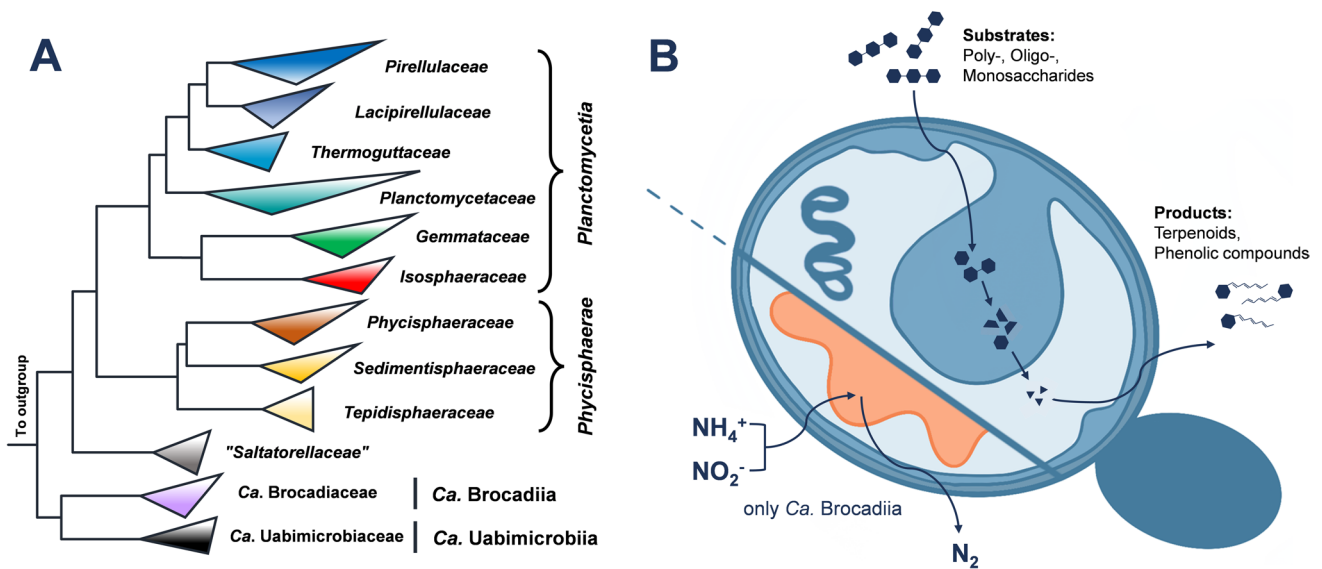 A
Pirellulaceae
Lacipirellulaceae
Thermoguttaceae
Planctomycetaceae
Gemmataceae
Isosphaeraceae
Planctomycetia
Phycisphaeraceae
Sedimentisphaeraceae
Tepidisphaeraceae
Phycisphaerae
To outgroup
"Saltatorellaceae"
Ca. Brocadiaceae
Ca. Brocadiia
Ca. Uabimicrobiaceae
Ca. Uabimicrobiia
B
Substrates:
Poly-, Oligo-,
Monosaccharides
Products:
Terpenoids,
Phenolic compounds
NH₄⁺
NO₂⁻
only Ca. Brocadiia
N₂